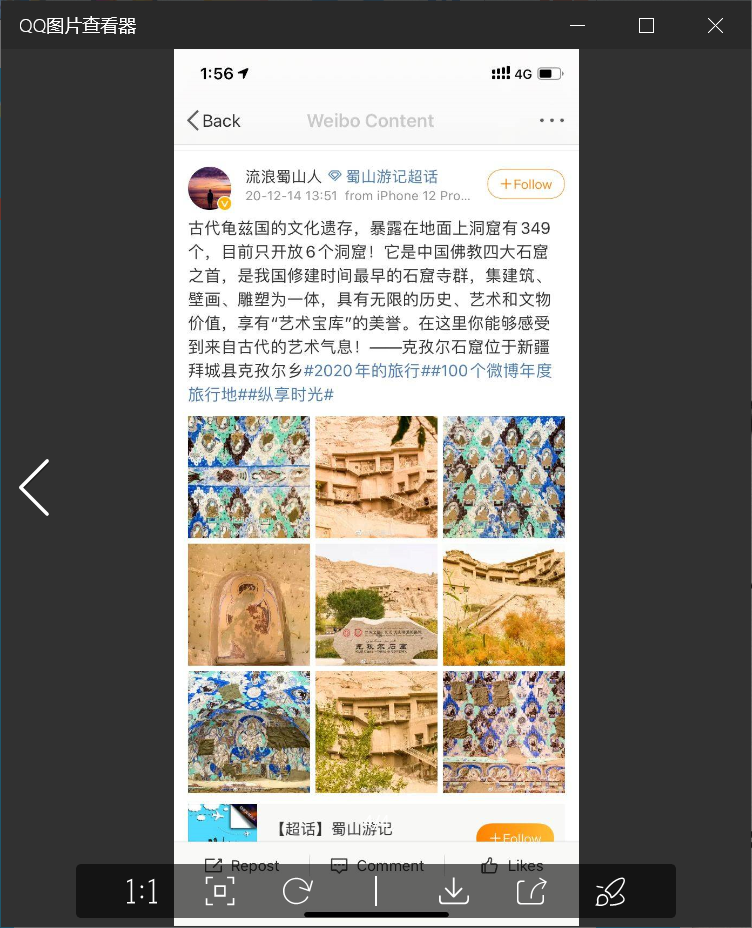 QQ图片查看器
1:56
4G
Back
Weibo Content
流浪蜀山人 蜀山游记超话
20-12-14 13:51 from iPhone 12 Pro...
+Follow
古代龟兹国的文化遗存，暴露在地面上洞窟有349
个，目前只开放6个洞窟！它是中国佛教四大石窟
之首，是我国修建时间最早的石窟寺群，集建筑、
壁画、雕塑为一体，具有无限的历史、艺术和文物
价值，享有“艺术宝库”的美誉。在这里你能够感受
到来自古代的艺术气息！——克孜尔石窟位于新疆
拜城县克孜尔乡#2020年的旅行##100个微博年度
旅行地##纵享时光#
克孜尔石窟
【超话】蜀山游记
+Follow
Repost
Comment
Likes
1:1